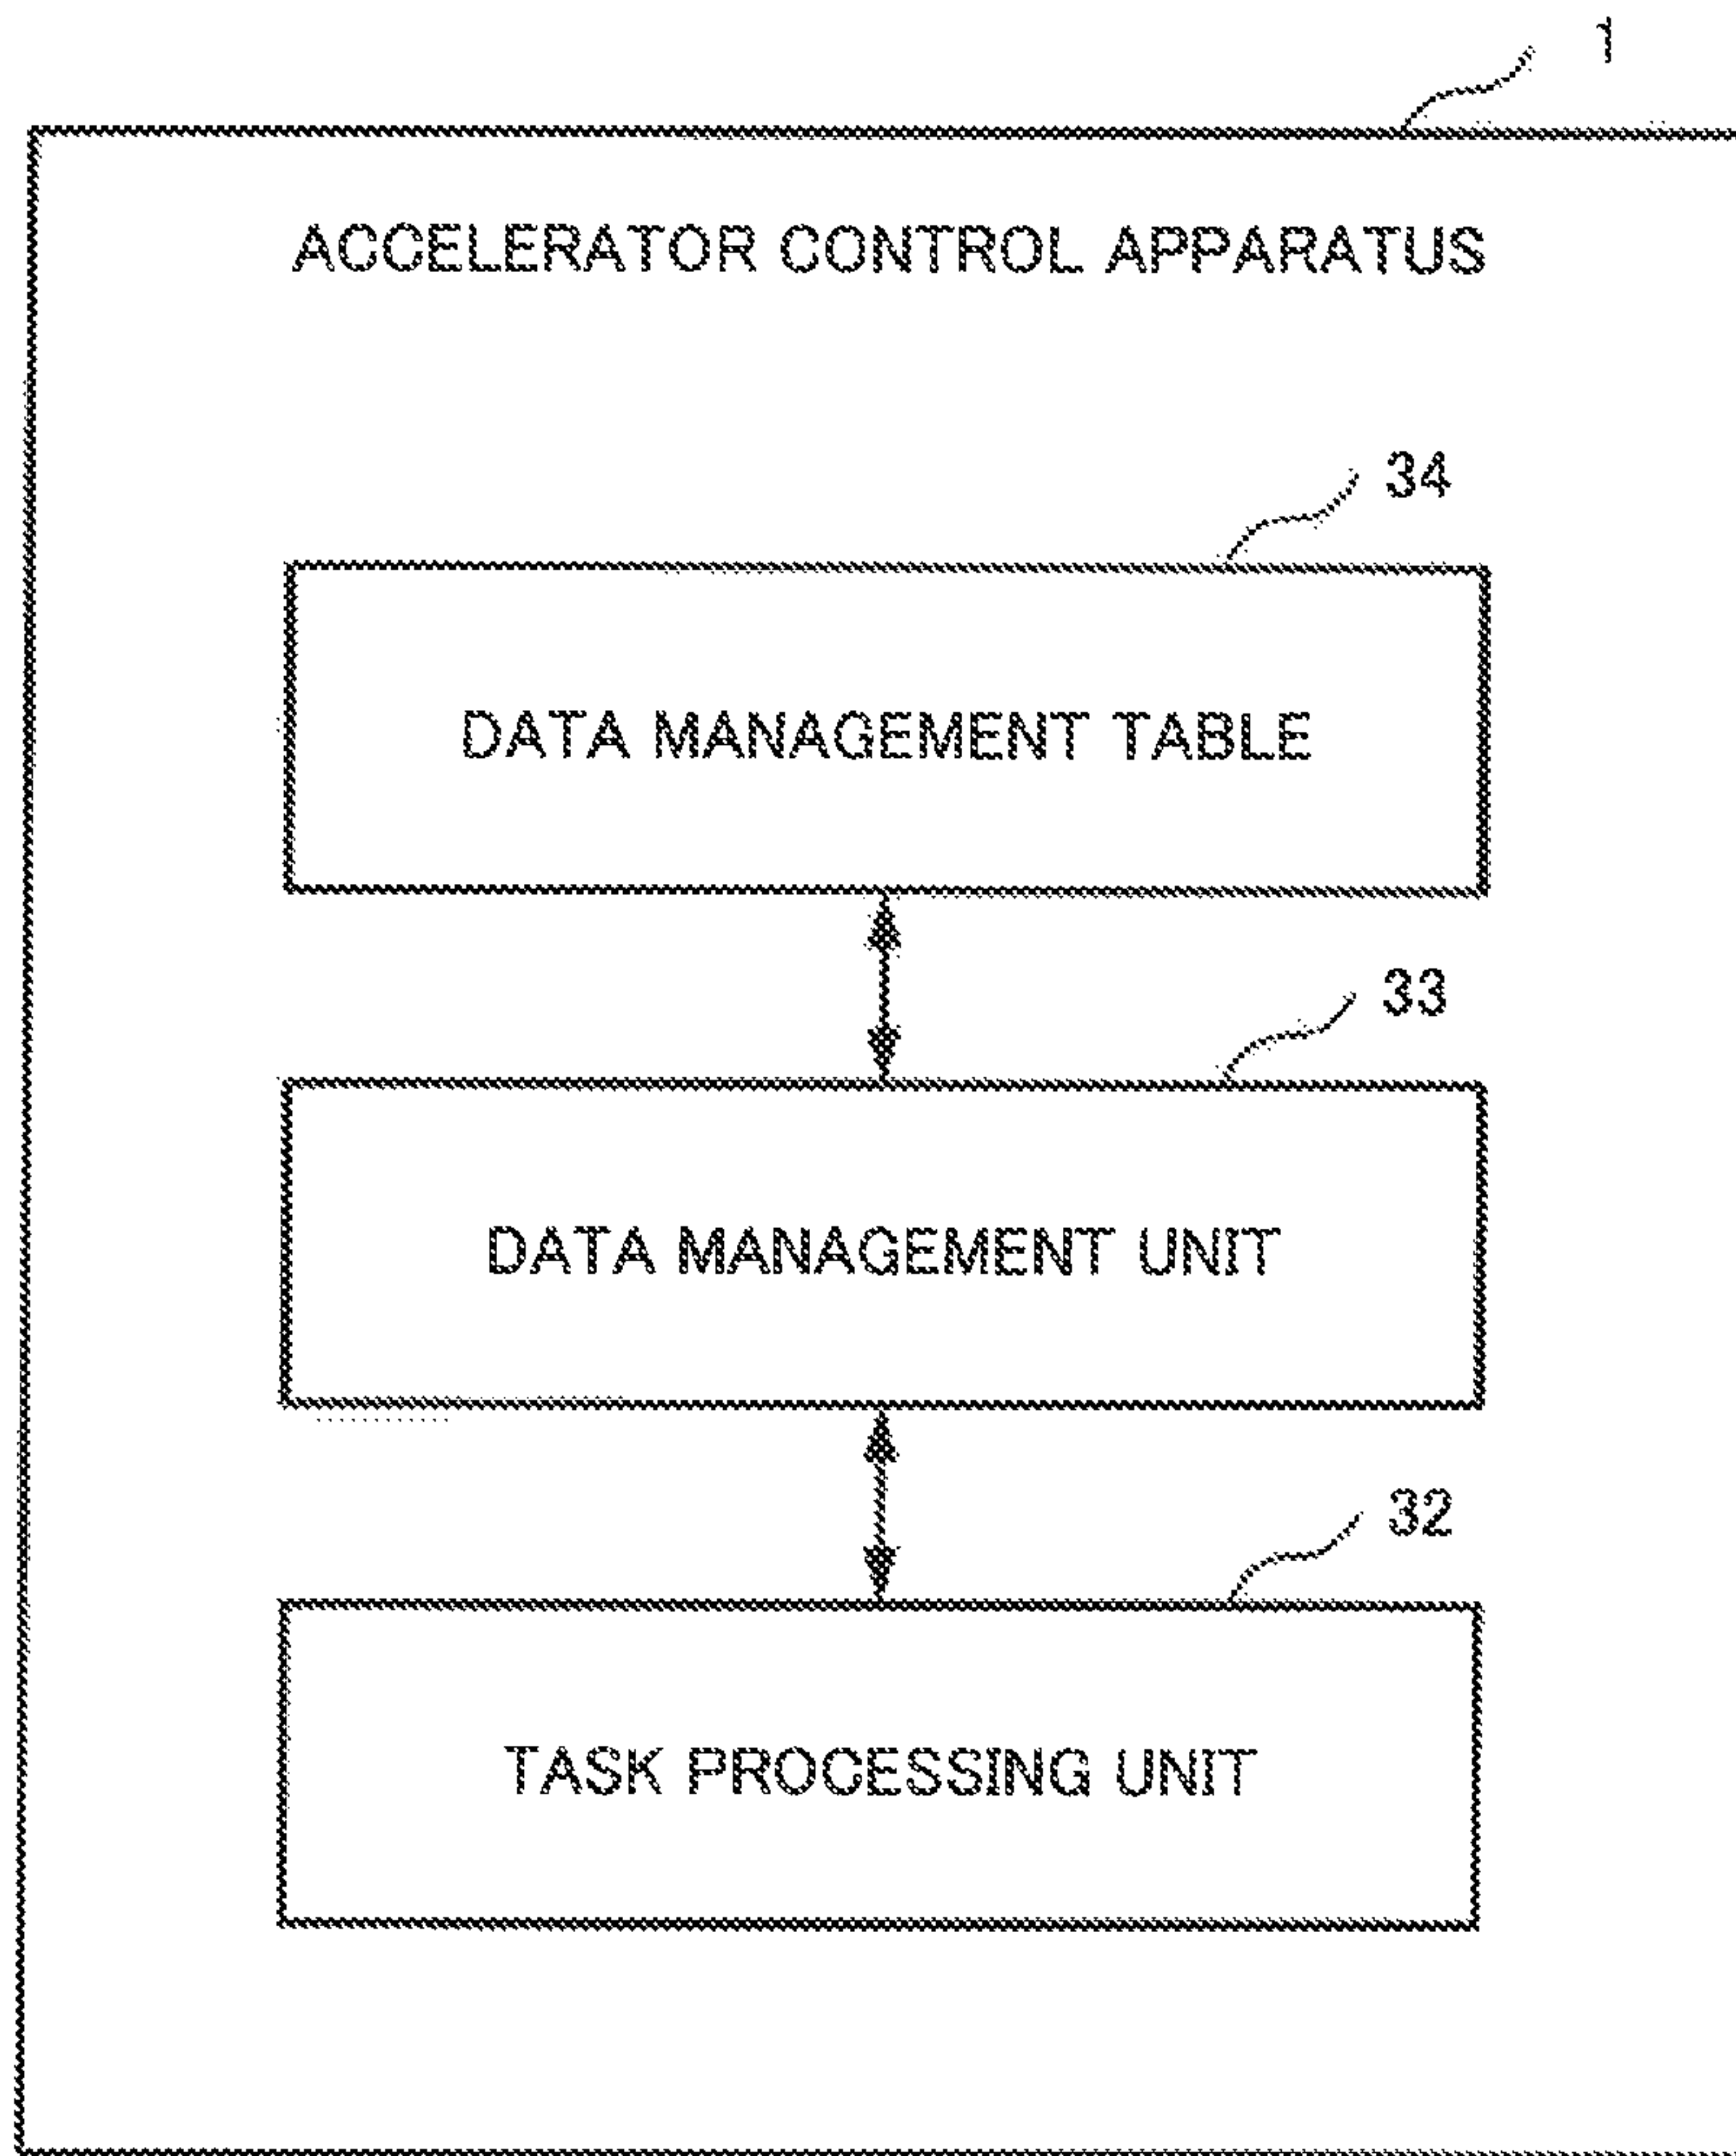 1
ACCELERATOR CONTROL APPARATUS
34
DATA MANAGEMENT TABLE
33
DATA MANAGEMENT UNIT
32
TASK PROCESSING UNIT